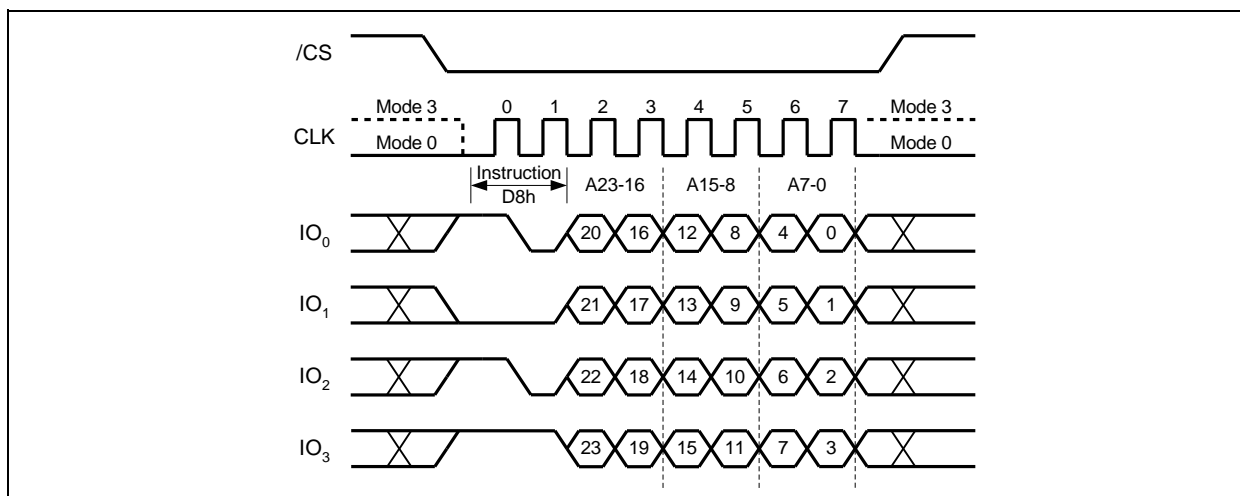 /CS
Mode 3 0 1 2 3 4 5 6 7 Mode 3
CLK Mode 0 Mode 0
Instruction
D8h A23-16 A15-8 A7-0
IO0 20 16 12 8 4 0
IO1 21 17 13 9 5 1
IO2 22 18 14 10 6 2
IO3 23 19 15 11 7 3